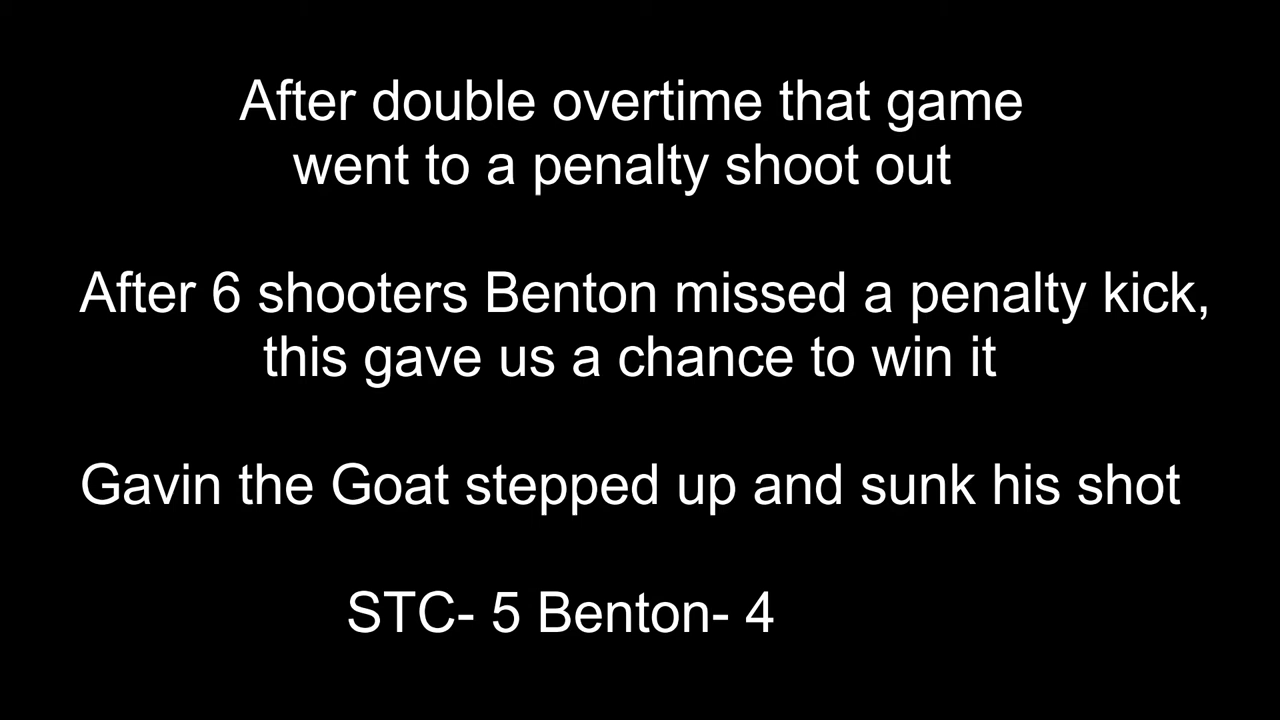 After double overtime that game
went to a penalty shoot out
After 6 shooters Benton missed a penalty kick,
this gave us a chance to win it
Gavin the Goat stepped up and sunk his shot
STC- 5 Benton- 4